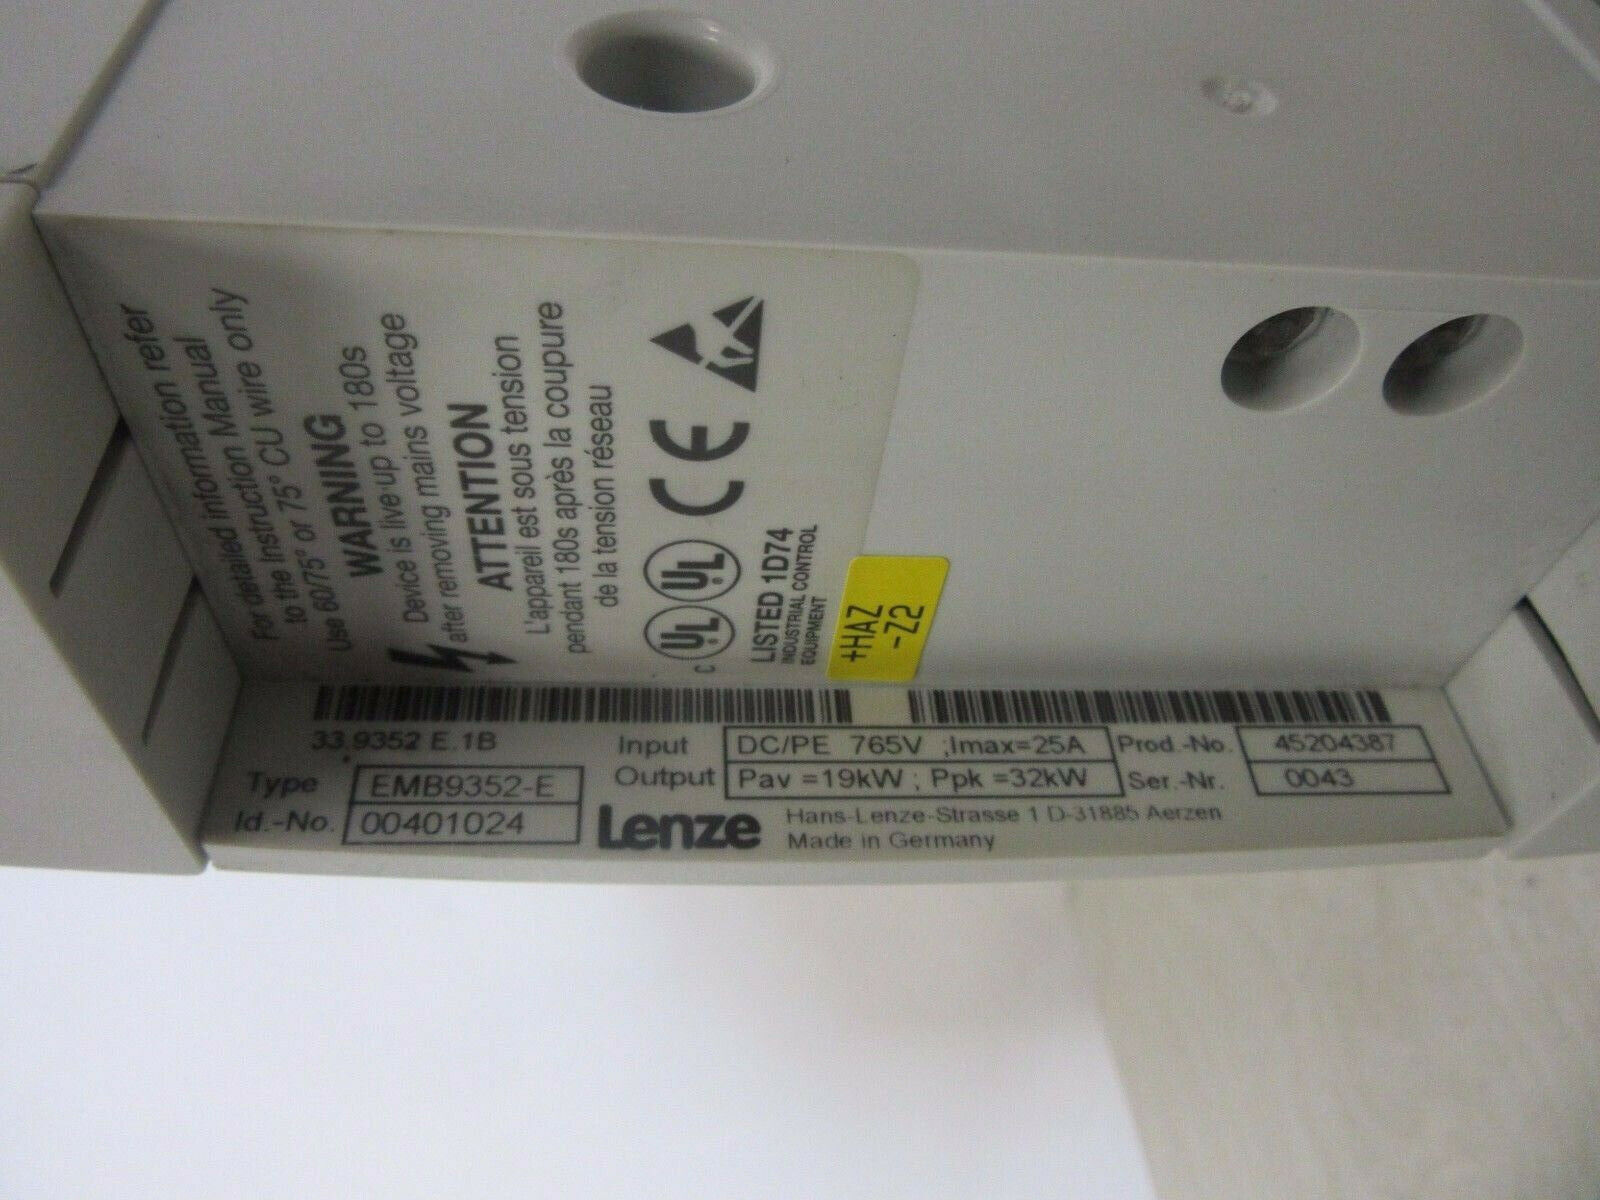 For detailed information refer
to the Instruction Manual
Use 60/75° or 75° CU wire only
WARNING
Device is live up to 180s
after removing mains voltage
ATTENTION
L'appareil est sous tension
pendant 180s après la coupure
de la tension réseau
C UL UL CE
LISTED 1D74
INDUSTRIAL CONTROL
EQUIPMENT
+HAZ
-Z2
33.9352 E.1B
Type EMB9352-E
Id.-No. 00401024
Input DC/PE 765V ;Imax=25A
Output Pav =19kW ; Ppk =32kW
Prod.-No. 45204387
Ser.-Nr. 0043
Lenze
Hans-Lenze-Strasse 1 D-31885 Aerzen
Made in Germany